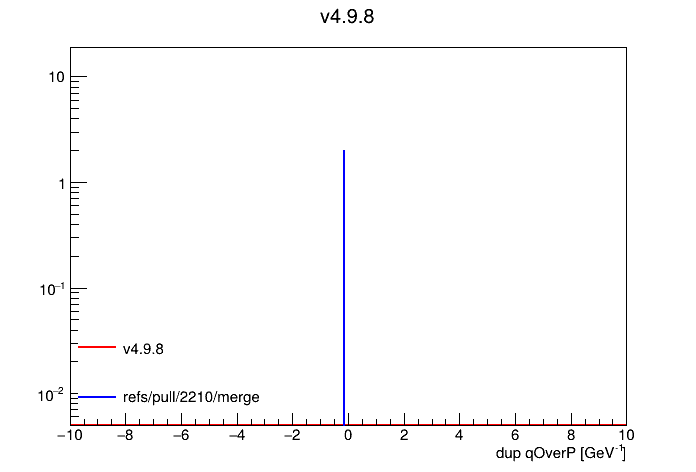 v4.9.8
10
1
10⁻¹
10⁻²
v4.9.8
refs/pull/2210/merge
−10 −8 −6 −4 −2 0 2 4 6 8 10
dup qOverP [GeV⁻¹]